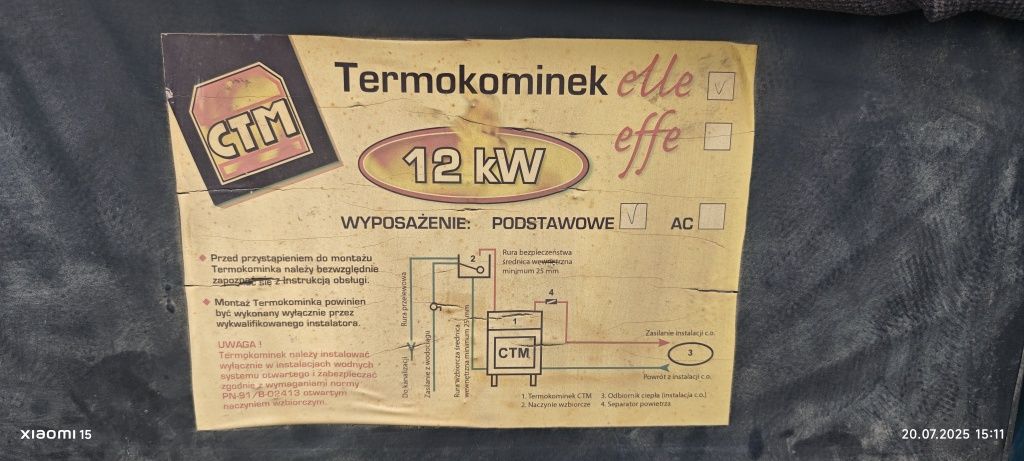 CTM
Termokominek elle
effe
12 kW
WYPOSAŻENIE: PODSTAWOWE AC
Przed przystąpieniem do montażu
Termokominka należy bezwzględnie
zapoznać się z Instrukcją obsługi.
Montaż Termokominka powinien
być wykonany wyłącznie przez
wykwalifikowanego instalatora.
UWAGA !
Termokominek należy instalować
wyłącznie w instalacjach wodnych
systemu otwartego i zabezpieczać
zgodnie z wymaganiami normy
PN-91/B-02413 otwartym
naczyniem wzbiorczym.
Rura bezpieczeństwa
średnica wewnętrzna
minimum 25 mm
2
4
1
CTM
3
Rura przelewowa
Do kanalizacji
Zasilanie z wodociągu
Rura wzbiorcza średnica
wewnętrzna minimum 25 mm
Zasilanie instalacji c.o.
Powrót z instalacji c.o.
1. Termokominek CTM 3. Odbiornik ciepła (instalacja c.o.)
2. Naczynie wzbiorcze 4. Separator powietrza
xiaomi 15
20.07.2025 15:11